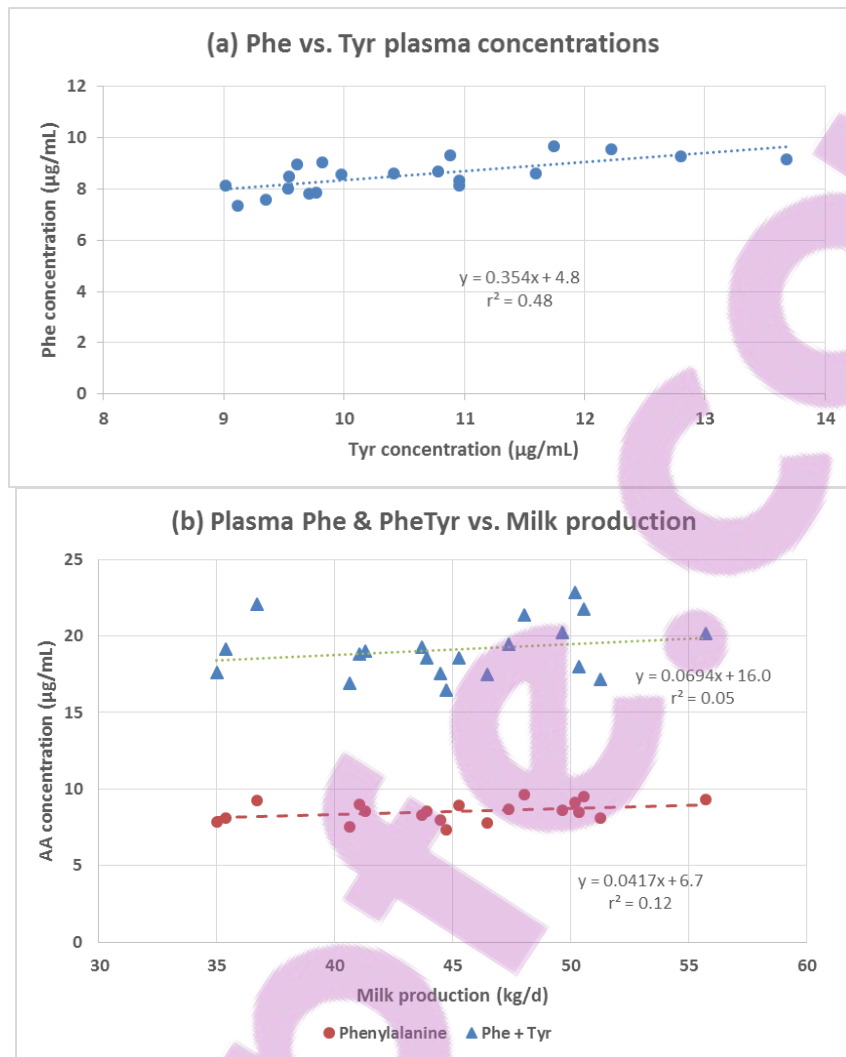 (a) Phe vs. Tyr plasma concentrations
12
10
8
6
4
2
0
Phe concentration (µg/mL)
y = 0.354x + 4.8
r² = 0.48
8 9 10 11 12 13 14
Tyr concentration (µg/mL)
(b) Plasma Phe & PheTyr vs. Milk production
25
20
15
10
5
0
AA concentration (µg/mL)
y = 0.0694x + 16.0
r² = 0.05
y = 0.0417x + 6.7
r² = 0.12
30 35 40 45 50 55 60
Milk production (kg/d)
Phenylalanine Phe + Tyr